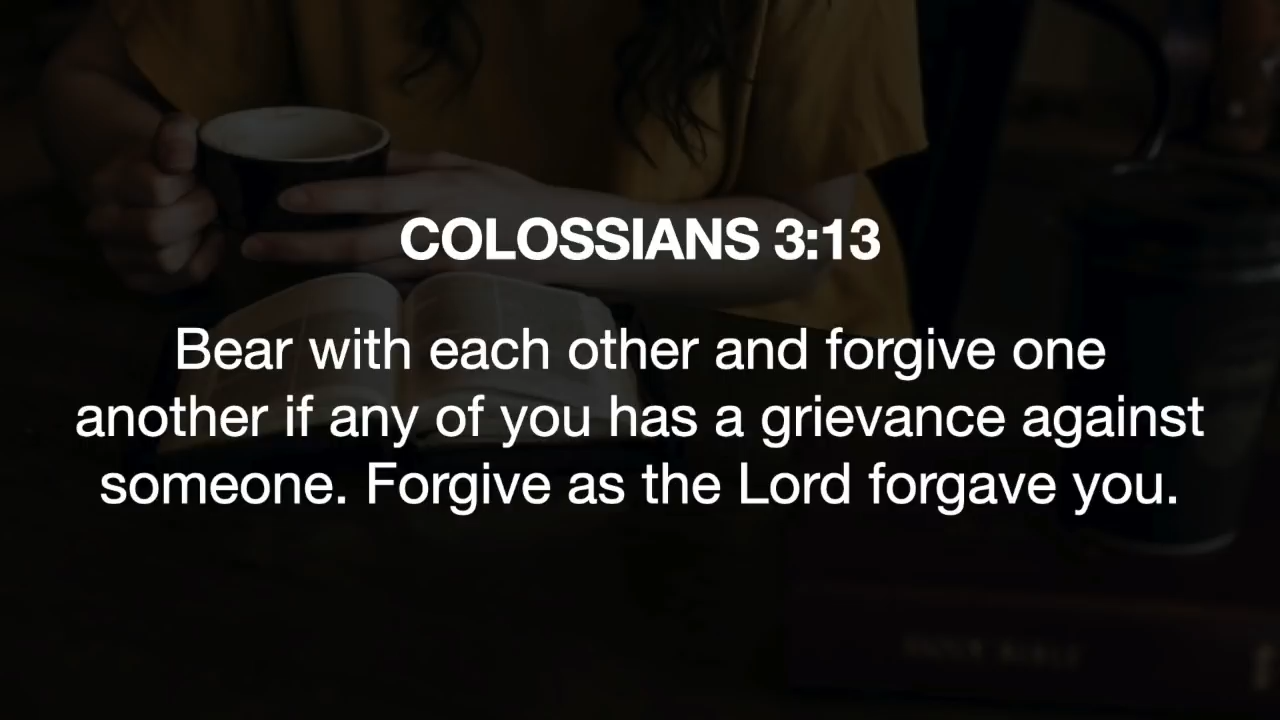 COLOSSIANS 3:13
Bear with each other and forgive one
another if any of you has a grievance against
someone. Forgive as the Lord forgave you.